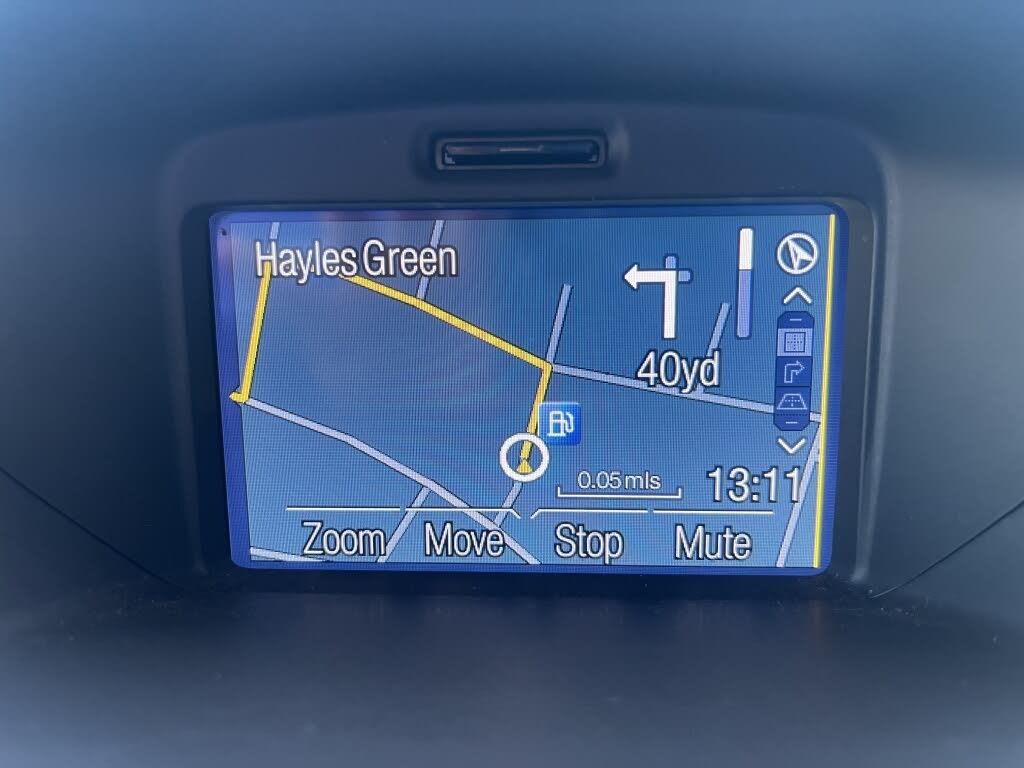 Hayles Green
40yd
0.05 mls
13:11
Zoom Move Stop Mute